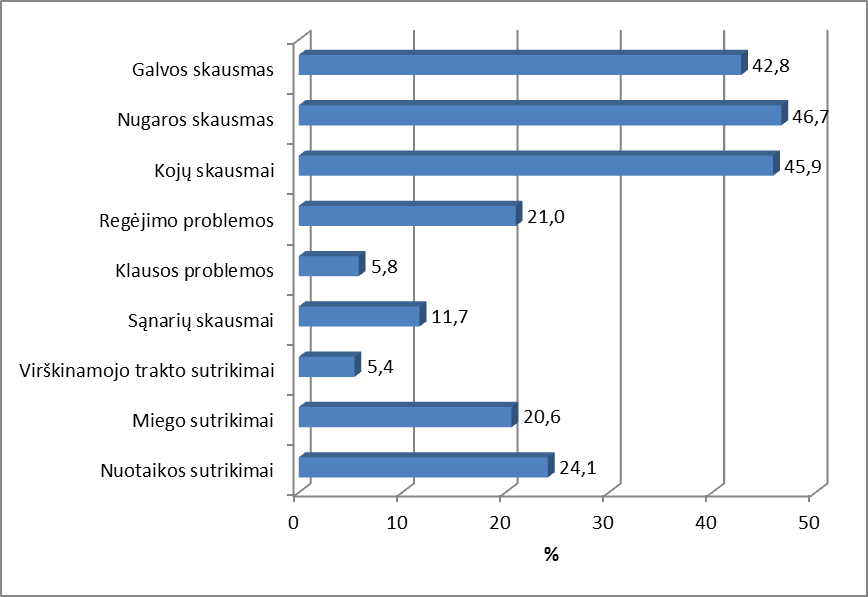 Galvos skausmas 42,8
Nugaros skausmas 46,7
Kojų skausmai 45,9
Regėjimo problemos 21,0
Klausos problemos 5,8
Sąnarių skausmai 11,7
Virškinamojo trakto sutrikimai 5,4
Miego sutrikimai 20,6
Nuotaikos sutrikimai 24,1
0 10 20 30 40 50
%